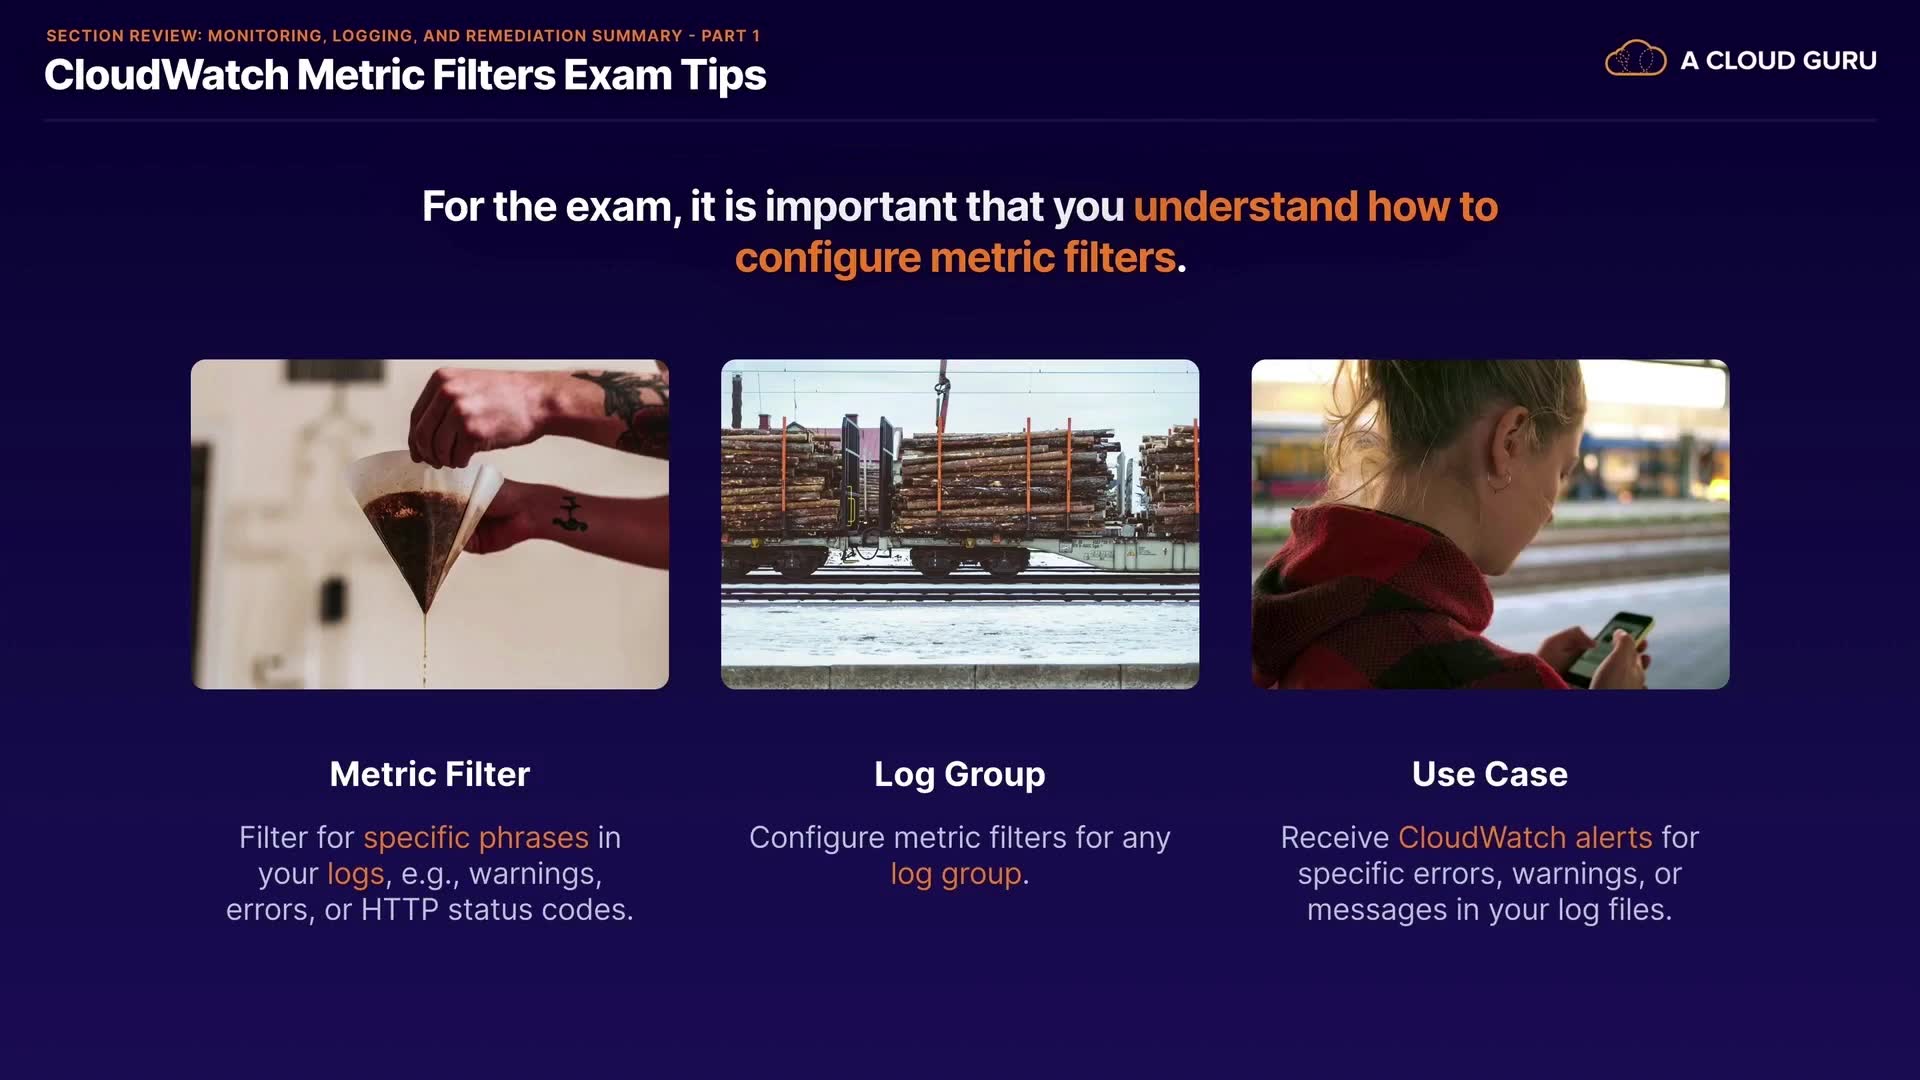 SECTION REVIEW: MONITORING, LOGGING, AND REMEDIATION SUMMARY - PART 1
CloudWatch Metric Filters Exam Tips
A CLOUD GURU
For the exam, it is important that you understand how to
configure metric filters.
Metric Filter
Filter for specific phrases in
your logs, e.g., warnings,
errors, or HTTP status codes.
Log Group
Configure metric filters for any
log group.
Use Case
Receive CloudWatch alerts for
specific errors, warnings, or
messages in your log files.